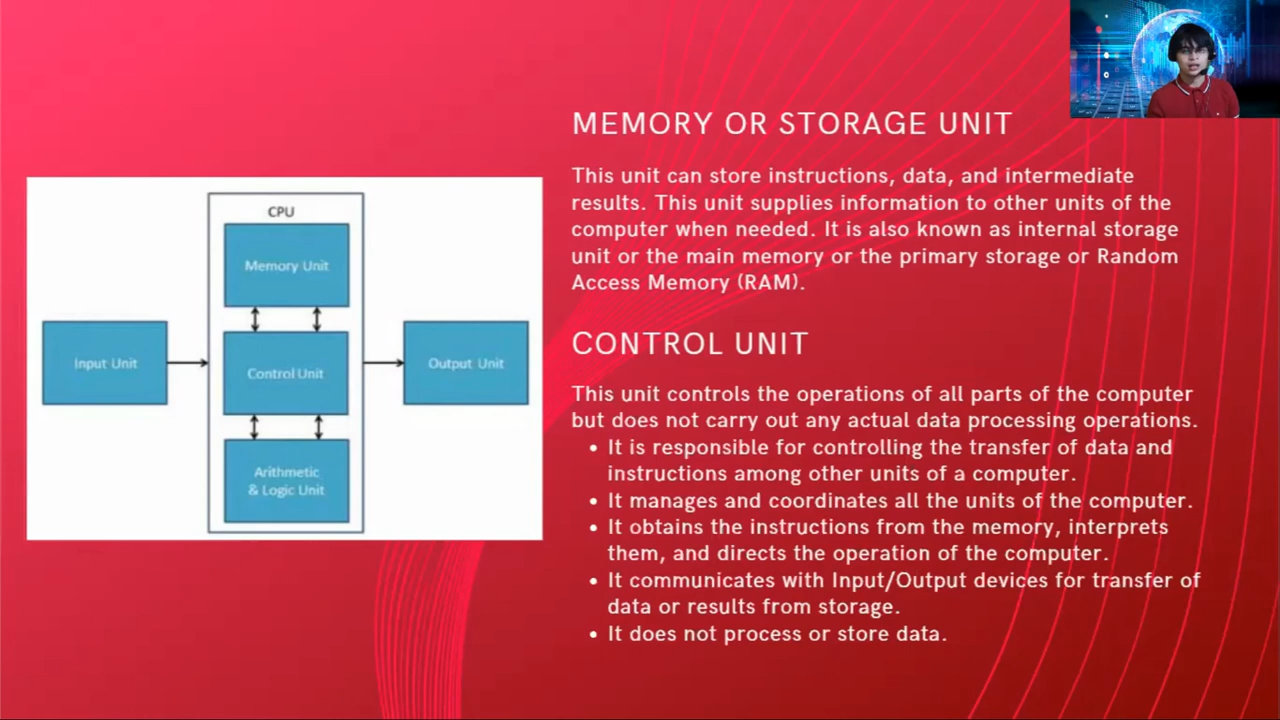 CPU
Memory Unit
Input Unit
Control Unit
Output Unit
Arithmetic
& Logic Unit
MEMORY OR STORAGE UNIT
This unit can store instructions, data, and intermediate
results. This unit supplies information to other units of the
computer when needed. It is also known as internal storage
unit or the main memory or the primary storage or Random
Access Memory (RAM).
CONTROL UNIT
This unit controls the operations of all parts of the computer
but does not carry out any actual data processing operations.
• It is responsible for controlling the transfer of data and
instructions among other units of a computer.
• It manages and coordinates all the units of the computer.
• It obtains the instructions from the memory, interprets
them, and directs the operation of the computer.
• It communicates with Input/Output devices for transfer of
data or results from storage.
• It does not process or store data.